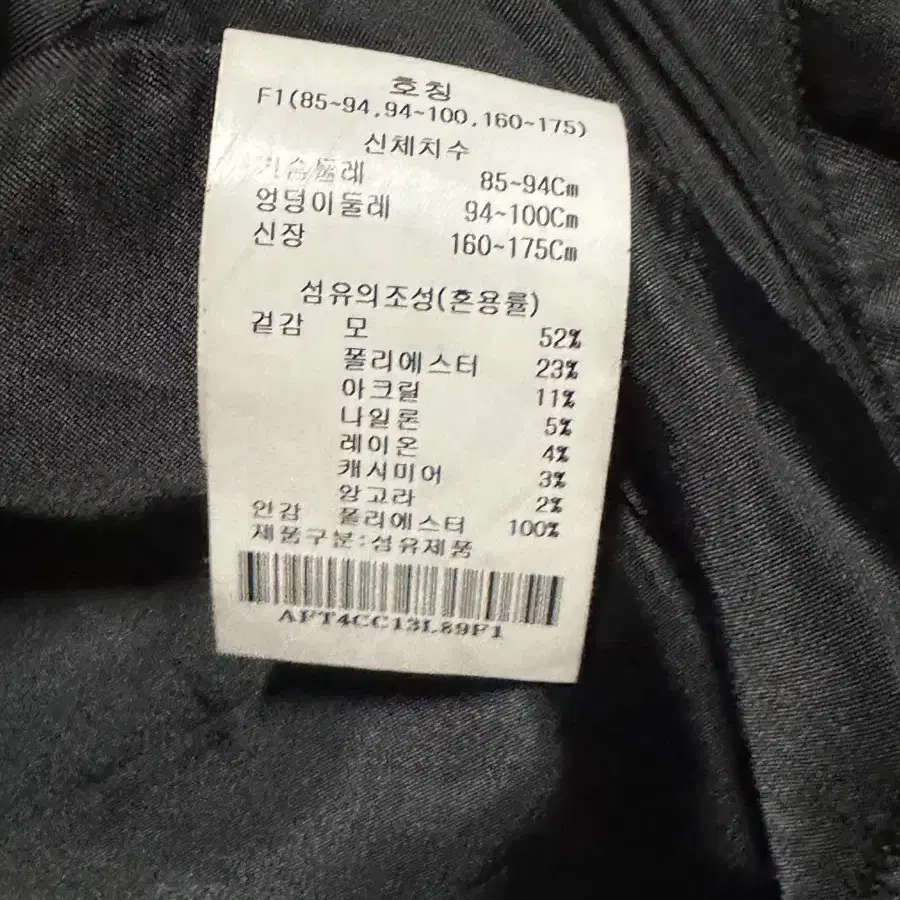 호칭
F1(85~94,94~100,160~175)
신체치수
가슴둘레 85~94Cm
엉덩이둘레 94~100Cm
신장 160~175Cm
섬유의조성(혼용률)
겉감 모 52%
폴리에스터 23%
아크릴 11%
나일론 5%
레이온 4%
캐시미어 3%
앙고라 2%
안감 폴리에스터 100%
제품구분:섬유제품
AFT4CC13L89F1